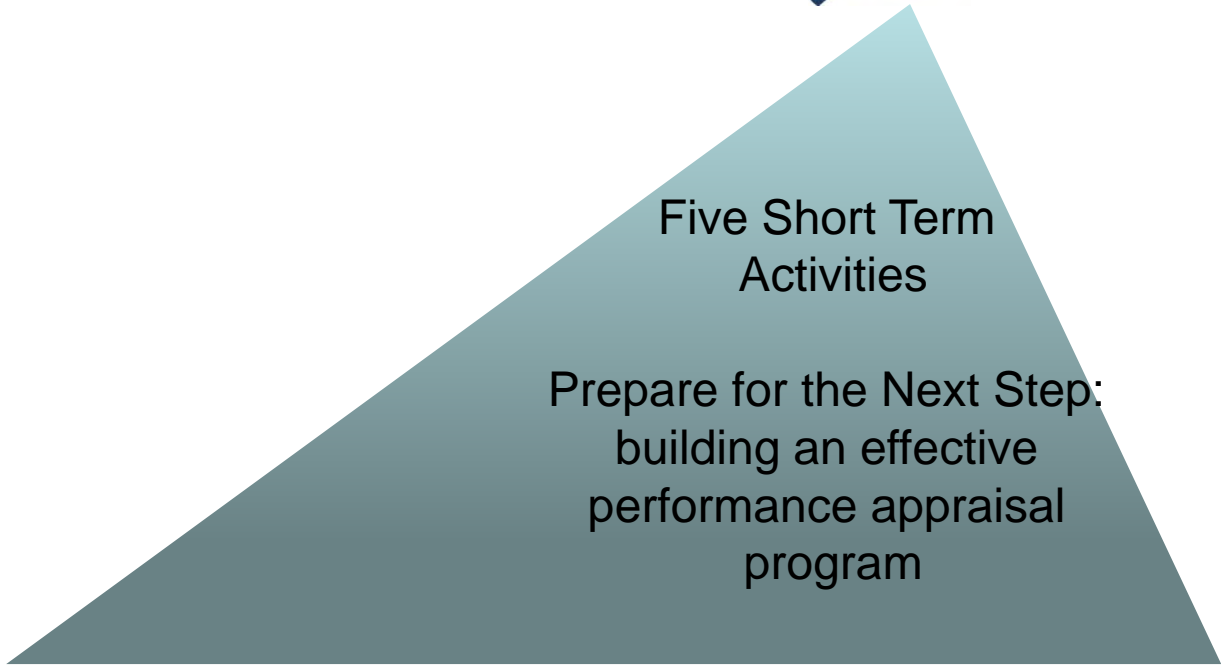 Five Short Term
Activities
Prepare for the Next Step:
building an effective
performance appraisal
program